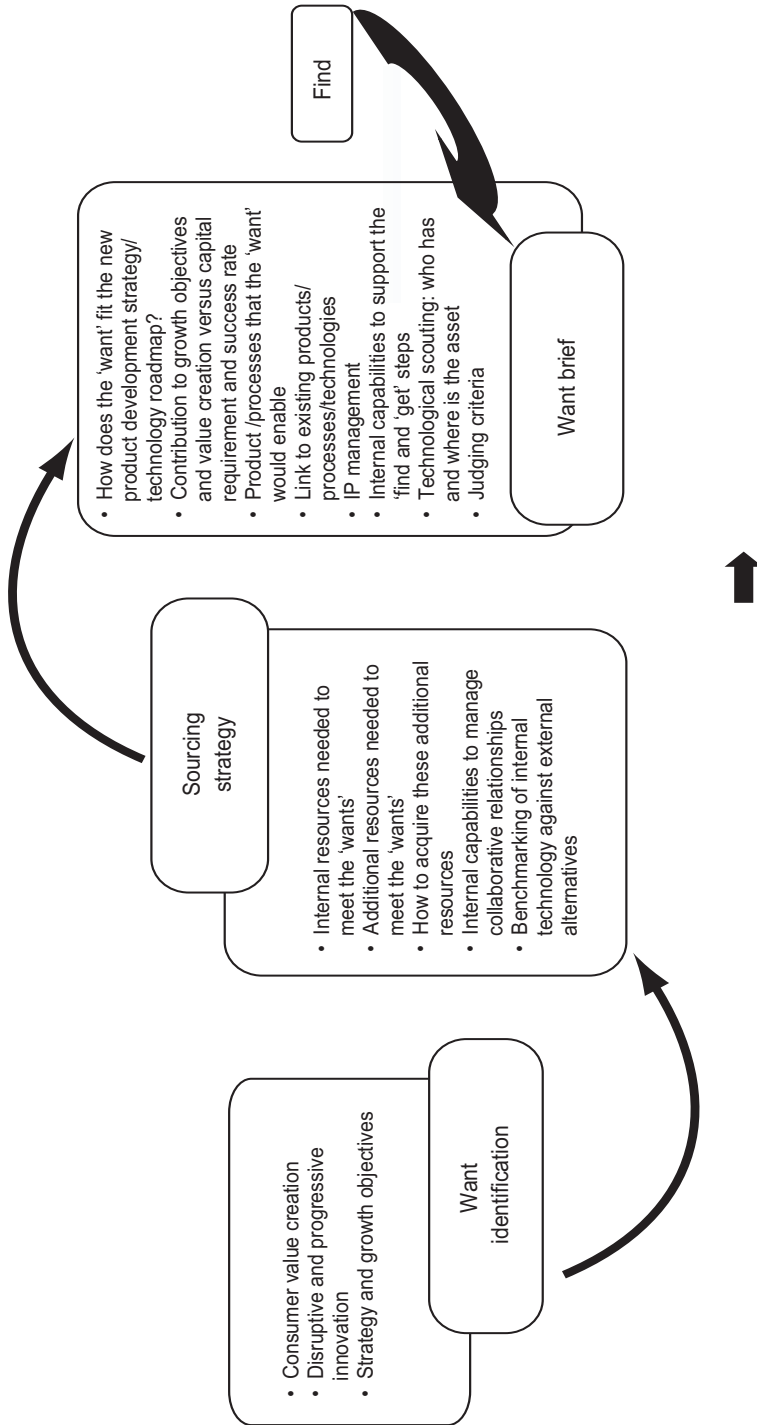 • Consumer value creation
• Disruptive and progressive
innovation
• Strategy and growth objectives
Want
identification
Sourcing
strategy
• Internal resources needed to
meet the ‘wants’
• Additional resources needed to
meet the ‘wants’
• How to acquire these additional
resources
• Internal capabilities to manage
collaborative relationships
• Benchmarking of internal
technology against external
alternatives
• How does the ‘want’ fit the new
product development strategy/
technology roadmap?
• Contribution to growth objectives
and value creation versus capital
requirement and success rate
• Product /processes that the ‘want’
would enable
• Link to existing products/
processes/technologies
• IP management
• Internal capabilities to support the
‘find and ‘get’ steps
• Technological scouting: who has
and where is the asset
• Judging criteria
Want brief
Find